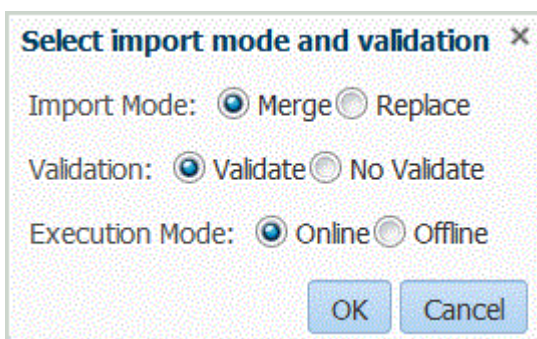 Select import mode and validation ×
Import Mode: Merge Replace
Validation: Validate No Validate
Execution Mode: Online Offline
OK Cancel